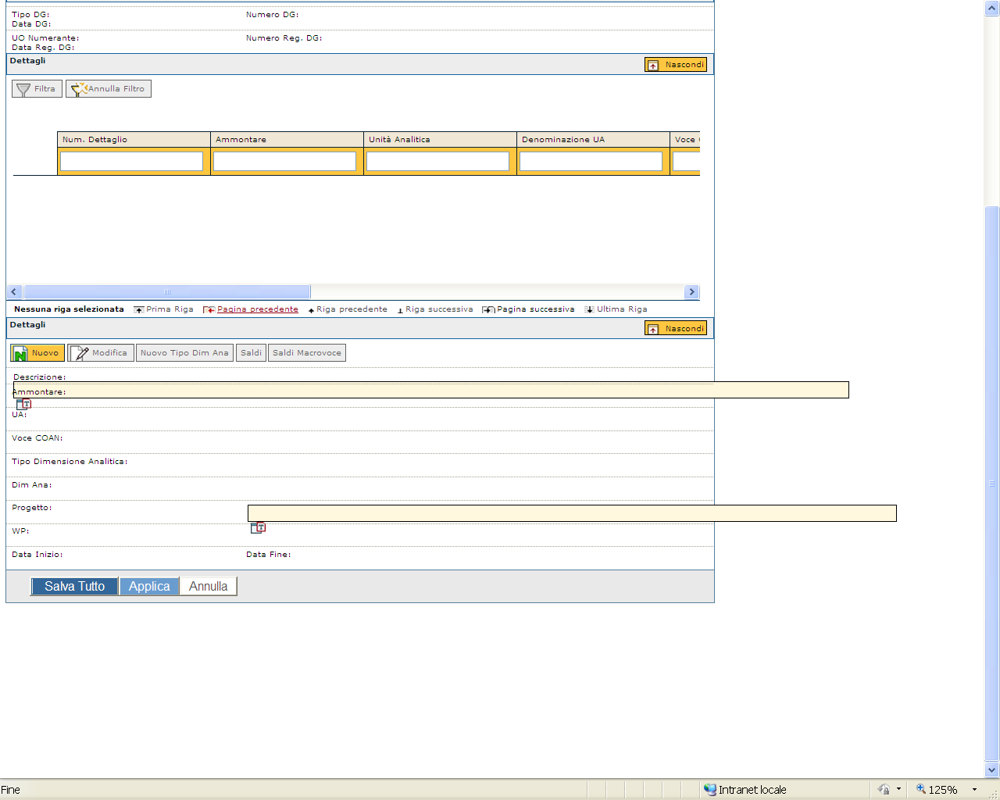 Tipo DG: Numero DG:
Data DG:
UO Numerante: Numero Reg. DG:
Data Reg. DG:
Dettagli Nascondi
Filtra Annulla Filtro
Num. Dettaglio Ammontare Unità Analitica Denominazione UA Voce
Nessuna riga selezionata Prima Riga Pagina precedente Riga precedente Riga successiva Pagina successiva Ultima Riga
Dettagli Nascondi
Nuovo Modifica Nuovo Tipo Dim Ana Saldi Saldi Macrovoce
Descrizione:
Ammontare:
UA:
Voce COAN:
Tipo Dimensione Analitica:
Dim Ana:
Progetto:
WP:
Data Inizio: Data Fine:
Salva Tutto Applica Annulla
Fine Intranet locale 125%